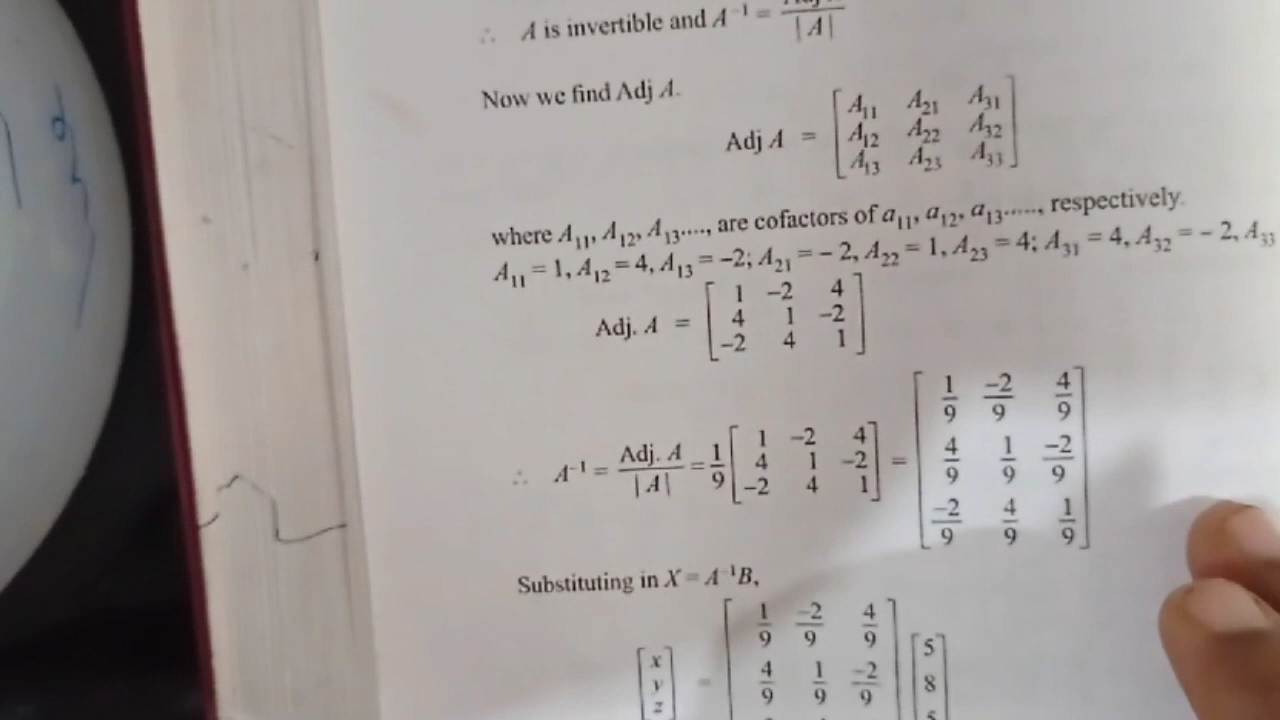 ∴ A is invertible and A⁻¹ = / |A|
Now we find Adj A.
Adj A = [A₁₁ A₂₁ A₃₁
A₁₂ A₂₂ A₃₂
A₁₃ A₂₃ A₃₃]
where A₁₁, A₁₂, A₁₃...., are cofactors of a₁₁, a₁₂, a₁₃......, respectively.
A₁₁ = 1, A₁₂ = 4, A₁₃ = –2; A₂₁ = – 2, A₂₂ = 1, A₂₃ = 4; A₃₁ = 4, A₃₂ = – 2, A₃₃
Adj. A = [1 –2 4
4 1 –2
–2 4 1]
∴ A⁻¹ = Adj. A / |A| = 1/9 [1 –2 4
4 1 –2
–2 4 1] = [1/9 –2/9 4/9
4/9 1/9 –2/9
–2/9 4/9 1/9]
Substituting in X = A⁻¹B,
[x
y
z] = [1/9 –2/9 4/9
4/9 1/9 –2/9
[5
8